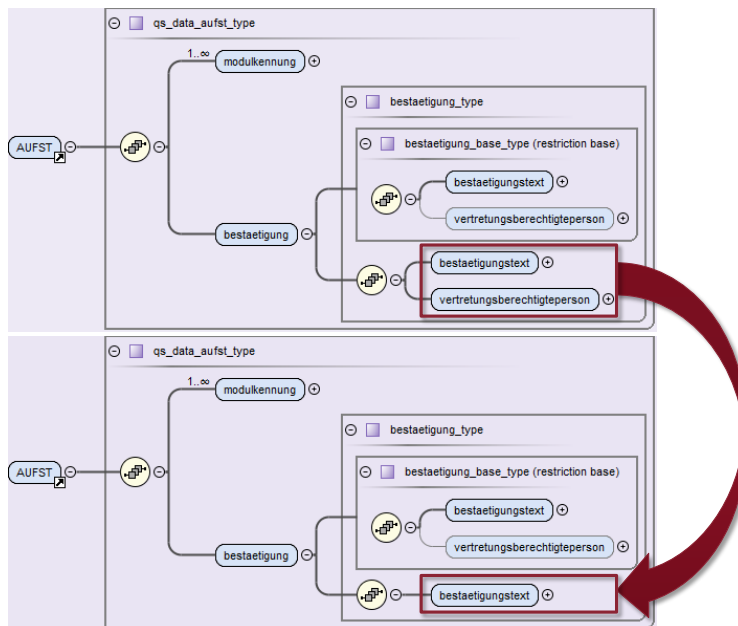 qs_data_aufst_type
1..∞
modulkennung
bestaetigung_type
bestaetigung_base_type (restriction base)
AUFST
bestaetigungstext
vertretungsberechtigteperson
bestaetigung
bestaetigungstext
vertretungsberechtigteperson
qs_data_aufst_type
1..∞
modulkennung
bestaetigung_type
bestaetigung_base_type (restriction base)
AUFST
bestaetigungstext
vertretungsberechtigteperson
bestaetigung
bestaetigungstext